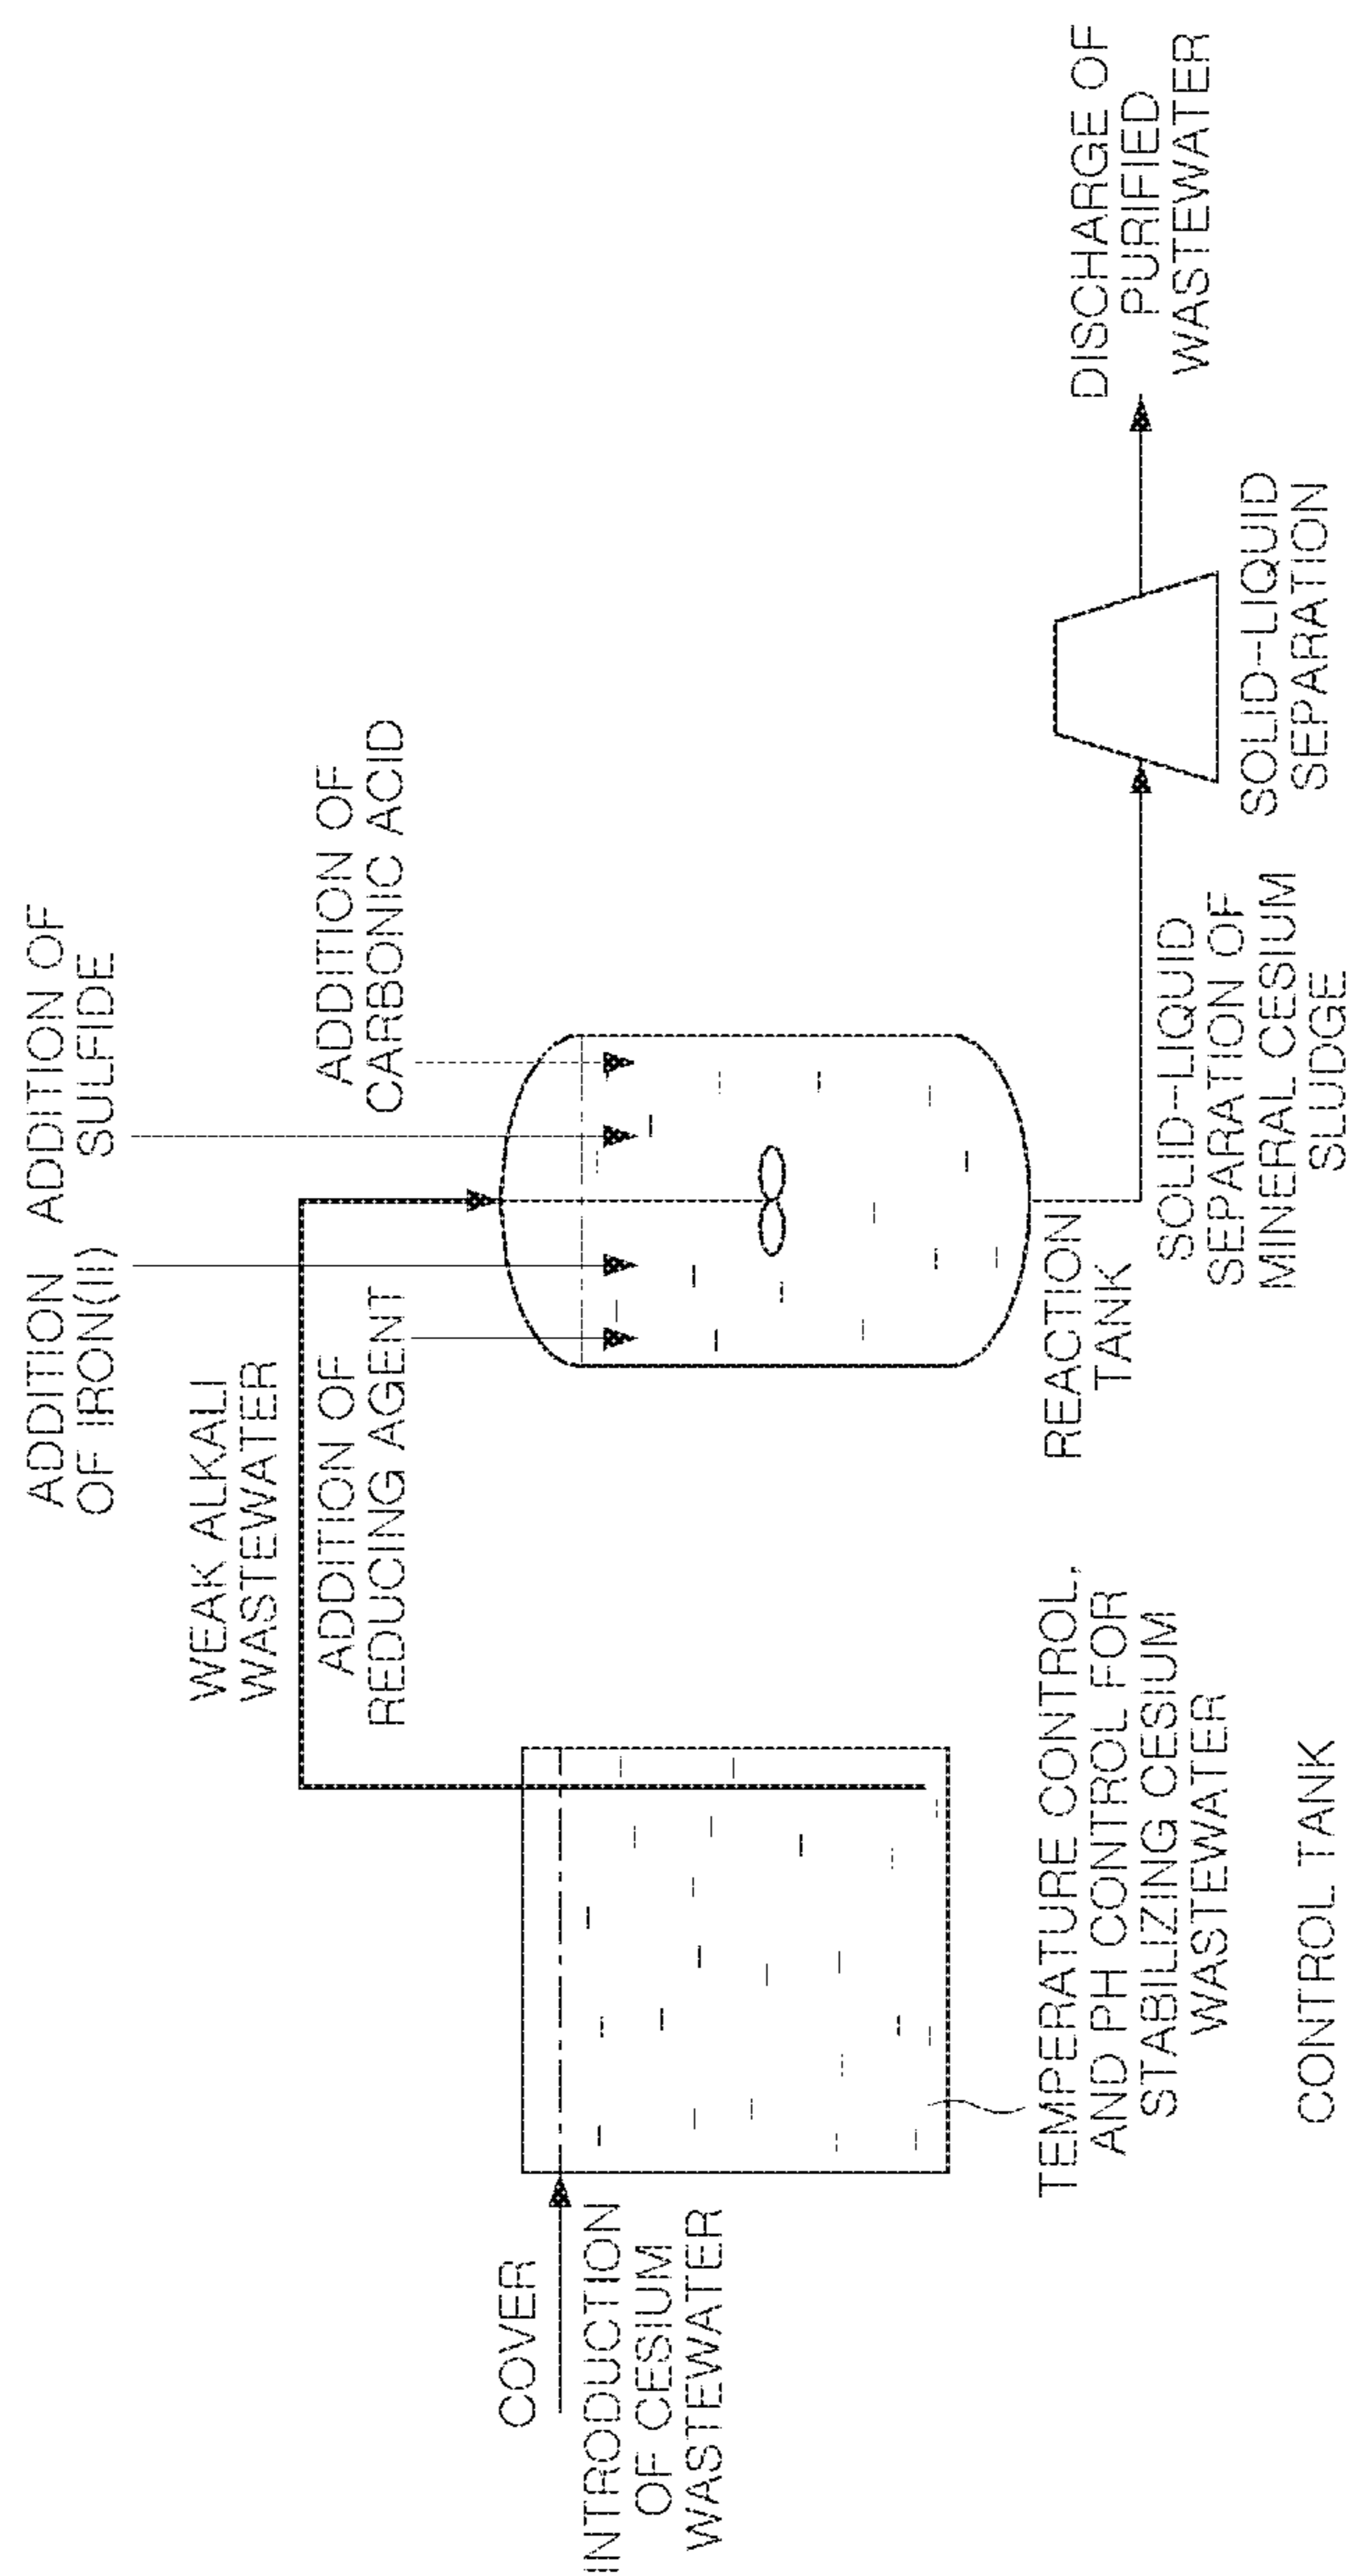 COVER
INTRODUCTION
OF CESIUM
WASTEWATER
TEMPERATURE CONTROL,
AND PH CONTROL FOR
STABILIZING CESIUM
WASTEWATER
CONTROL TANK
WEAK ALKALI
WASTEWATER
ADDITION OF
REDUCING AGENT
ADDITION
OF IRON(II)
ADDITION OF
SULFIDE
ADDITION OF
CARBONIC ACID
REACTION
TANK
SOLID-LIQUID
SEPARATION OF
MINERAL CESIUM
SLUDGE
SOLID-LIQUID
SEPARATION
DISCHARGE OF
PURIFIED
WASTEWATER